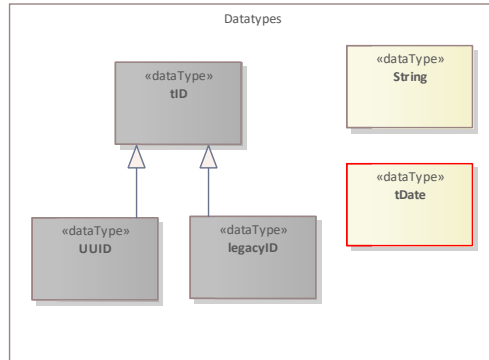 Datatypes
«dataType»
tID
«dataType»
String
«dataType»
tDate
«dataType»
UUID
«dataType»
legacyID